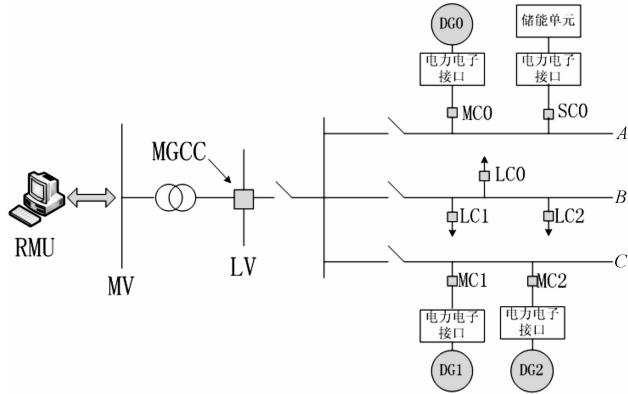 DG0
储能单元
电力电子
接口
电力电子
接口
MC0
SC0
A
MGCC
LC0
B
RMU
MV
LV
LC1
LC2
C
MC1
MC2
电力电子
接口
电力电子
接口
DG1
DG2